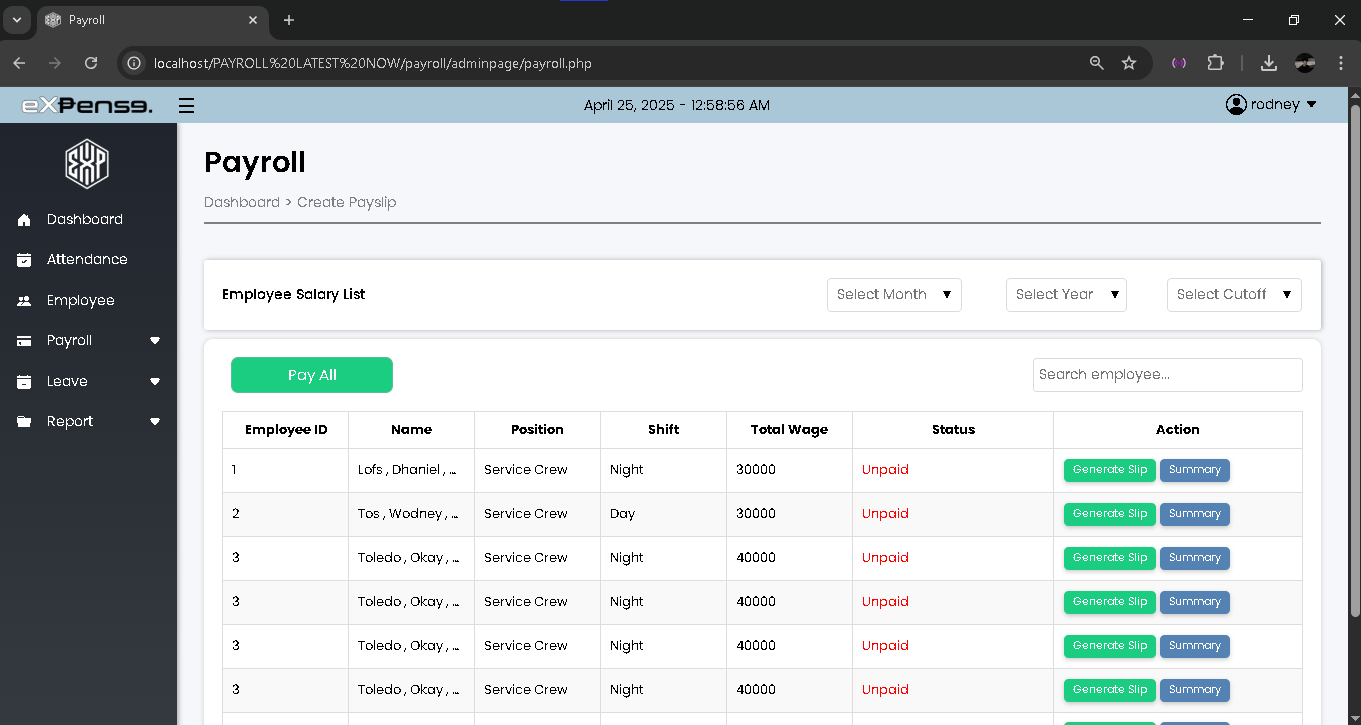 Payroll
localhost/PAYROLL%20LATEST%20NOW/payroll/adminpage/payroll.php
eXPense. April 25, 2025 - 12:58:56 AM rodney
EXP
Dashboard
Attendance
Employee
Payroll
Leave
Report
Payroll
Dashboard > Create Payslip
Employee Salary List Select Month Select Year Select Cutoff
Pay All Search employee...
Employee ID Name Position Shift Total Wage Status Action
1 Lofs , Dhaniel , ... Service Crew Night 30000 Unpaid Generate Slip Summary
2 Tos , Wodney , ... Service Crew Day 30000 Unpaid Generate Slip Summary
3 Toledo , Okay , ... Service Crew Night 40000 Unpaid Generate Slip Summary
3 Toledo , Okay , ... Service Crew Night 40000 Unpaid Generate Slip Summary
3 Toledo , Okay , ... Service Crew Night 40000 Unpaid Generate Slip Summary
3 Toledo , Okay , ... Service Crew Night 40000 Unpaid Generate Slip Summary